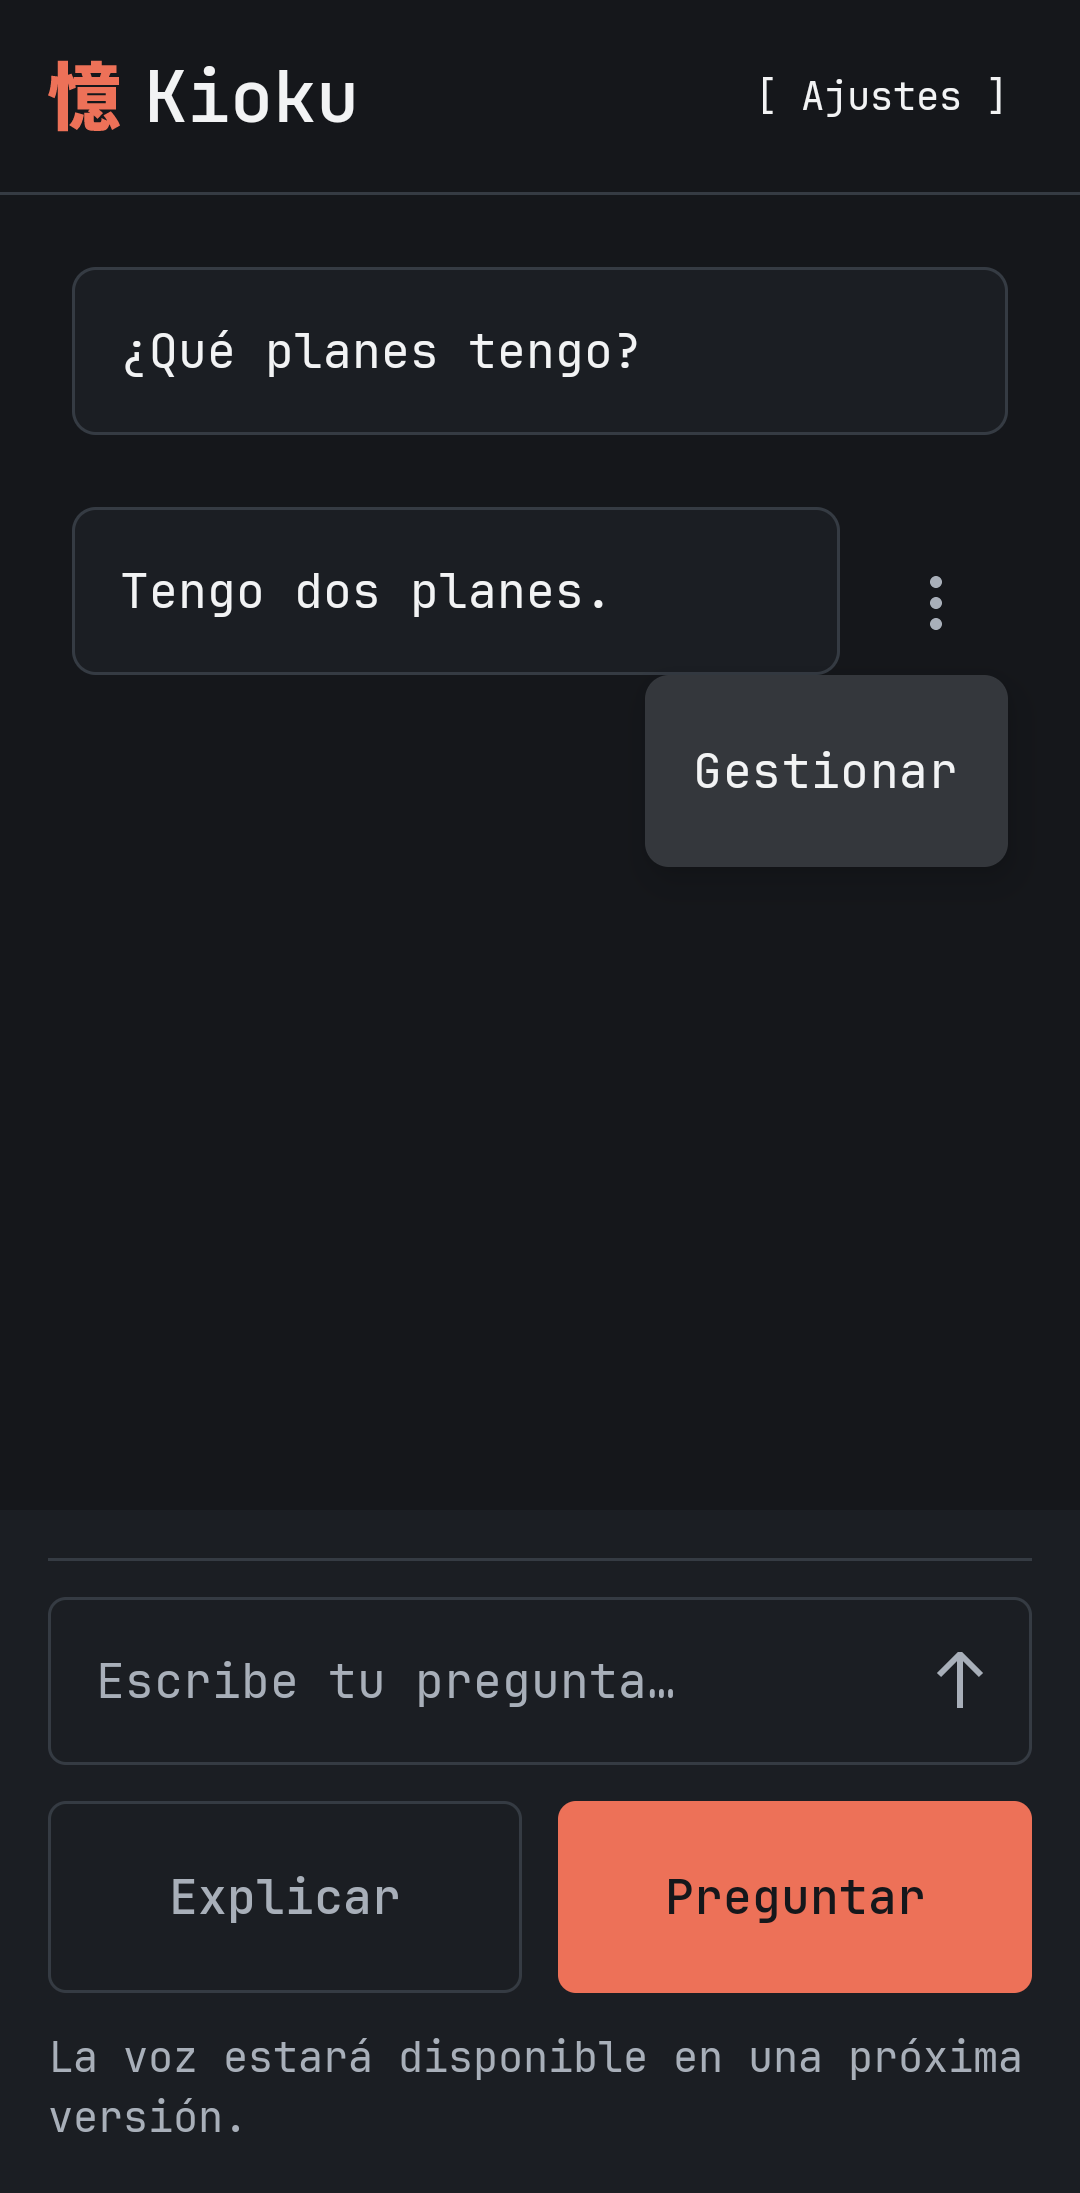 憶 Kioku
[ Ajustes ]
¿Qué planes tengo?
Tengo dos planes.
Gestionar
Escribe tu pregunta…
Explicar
Preguntar
La voz estará disponible en una próxima
versión.